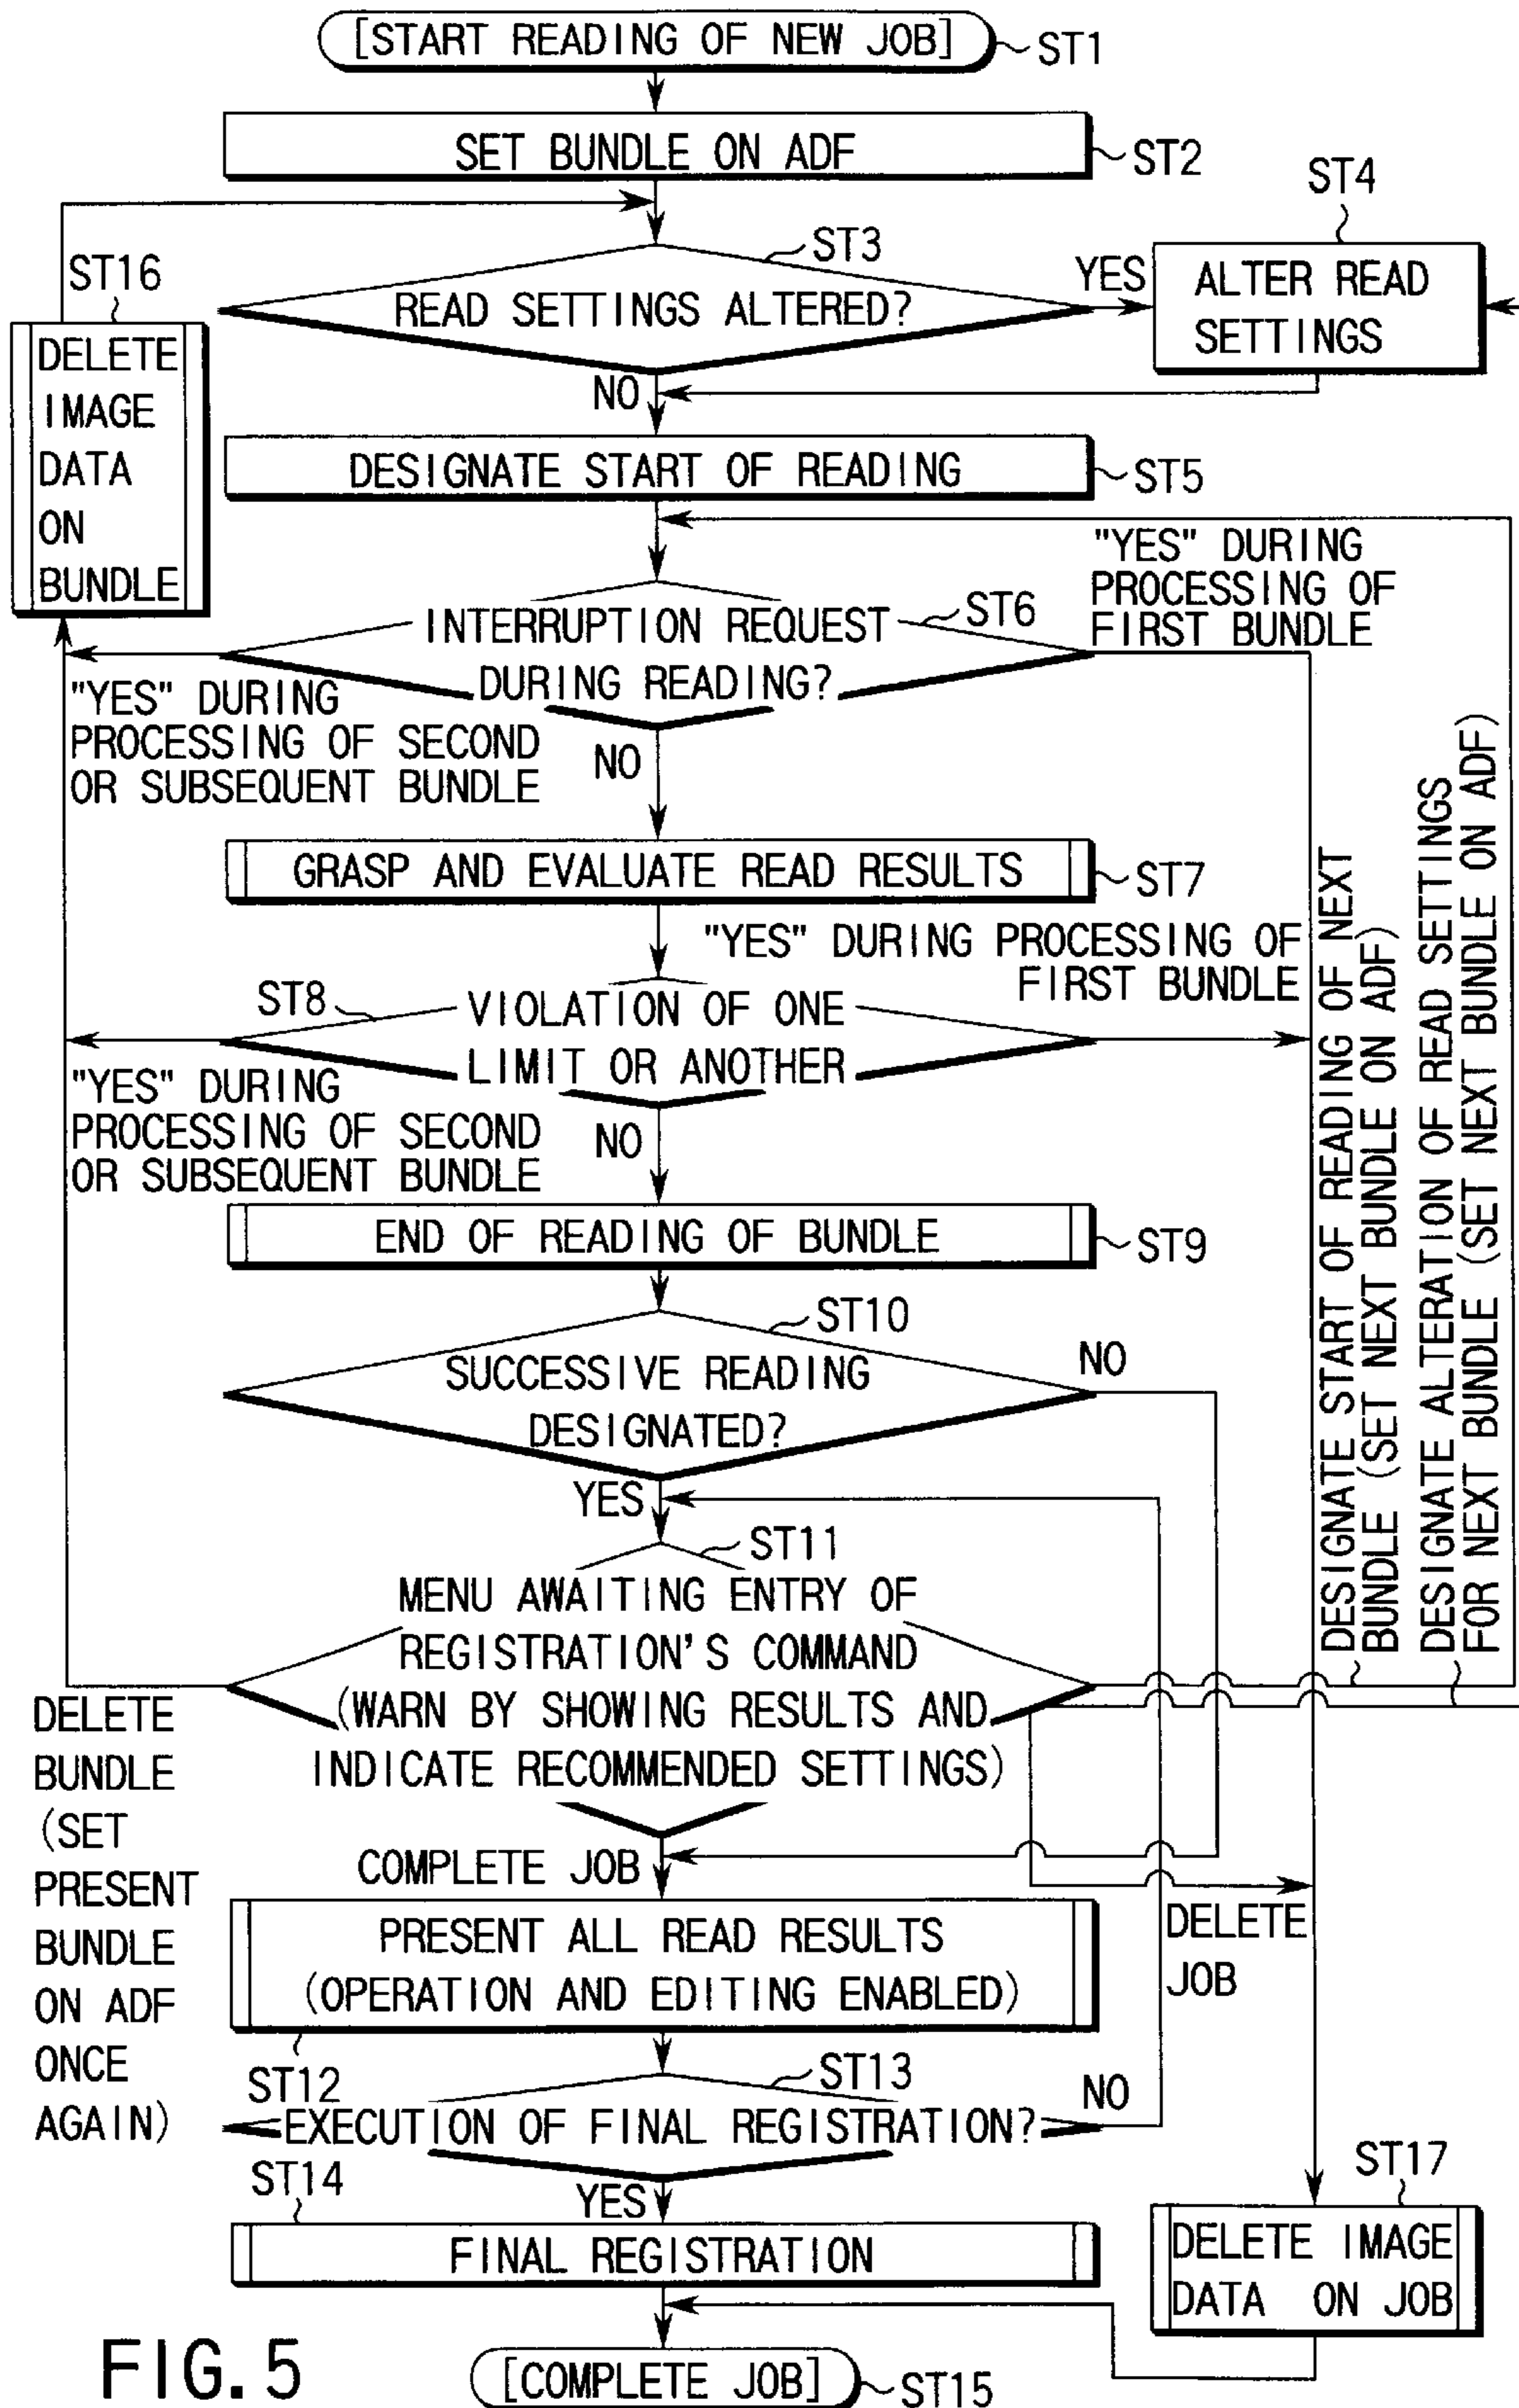 [START READING OF NEW JOB]
ST1
SET BUNDLE ON ADF
ST2
ST3
READ SETTINGS ALTERED?
YES
NO
ST4
ALTER READ
SETTINGS
ST16
DELETE
IMAGE
DATA
ON
BUNDLE
DESIGNATE START OF READING
ST5
"YES" DURING
PROCESSING OF
FIRST BUNDLE
INTERRUPTION REQUEST
DURING READING?
ST6
"YES" DURING
PROCESSING OF SECOND
OR SUBSEQUENT BUNDLE
NO
GRASP AND EVALUATE READ RESULTS
ST7
"YES" DURING PROCESSING OF
FIRST BUNDLE
ST8
VIOLATION OF ONE
LIMIT OR ANOTHER
"YES" DURING
PROCESSING OF SECOND
OR SUBSEQUENT BUNDLE
NO
END OF READING OF BUNDLE
ST9
ST10
SUCCESSIVE READING
DESIGNATED?
NO
YES
ST11
MENU AWAITING ENTRY OF
REGISTRATION'S COMMAND
(WARN BY SHOWING RESULTS AND
INDICATE RECOMMENDED SETTINGS)
DESIGNATE START OF READING OF NEXT
BUNDLE (SET NEXT BUNDLE ON ADF)
DESIGNATE ALTERATION OF READ SETTINGS
FOR NEXT BUNDLE (SET NEXT BUNDLE ON ADF)
DELETE
BUNDLE
(SET
PRESENT
BUNDLE
ON ADF
ONCE
AGAIN)
COMPLETE JOB
DELETE
JOB
PRESENT ALL READ RESULTS
(OPERATION AND EDITING ENABLED)
ST12
ST13
EXECUTION OF FINAL REGISTRATION?
NO
YES
ST14
FINAL REGISTRATION
ST17
DELETE IMAGE
DATA ON JOB
[COMPLETE JOB]
ST15
FIG. 5